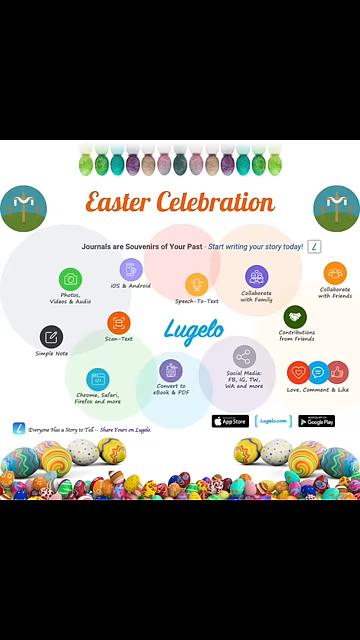 Easter Celebration
Journals are Souvenirs of Your Past - Start writing your story today!
Photos,
Videos & Audio
iOS & Android
Speech-To-Text
Collaborate
with Family
Collaborate
with Friends
Simple Note
Scan-Text
Lugelo
Contributions
from Friends
Chrome, Safari,
Firefox and more
Convert to
eBook & PDF
Social Media:
FB, IG, TW,
WA and more
Love, Comment & Like
Everyone Has a Story to Tell -- Share Yours on Lugelo.
App Store
[ Lugelo.com ]
Google Play